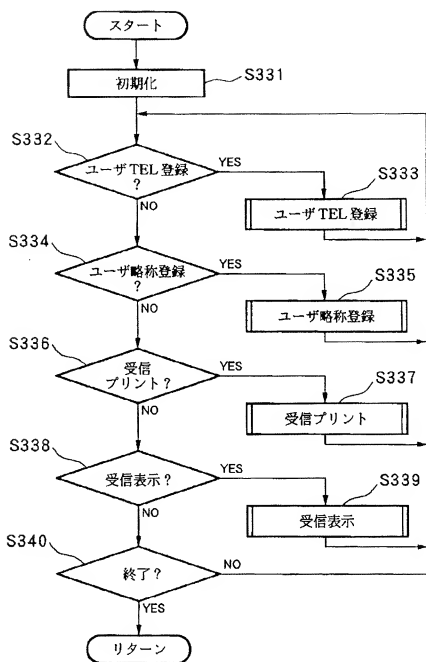 スタート
初期化
S331
S332
ユーザTEL登録
?
YES
NO
S333
ユーザTEL登録
S334
ユーザ略称登録
?
YES
NO
S335
ユーザ略称登録
S336
受信
プリント?
YES
NO
S337
受信プリント
S338
受信表示?
YES
NO
S339
受信表示
S340
終了?
NO
YES
リターン